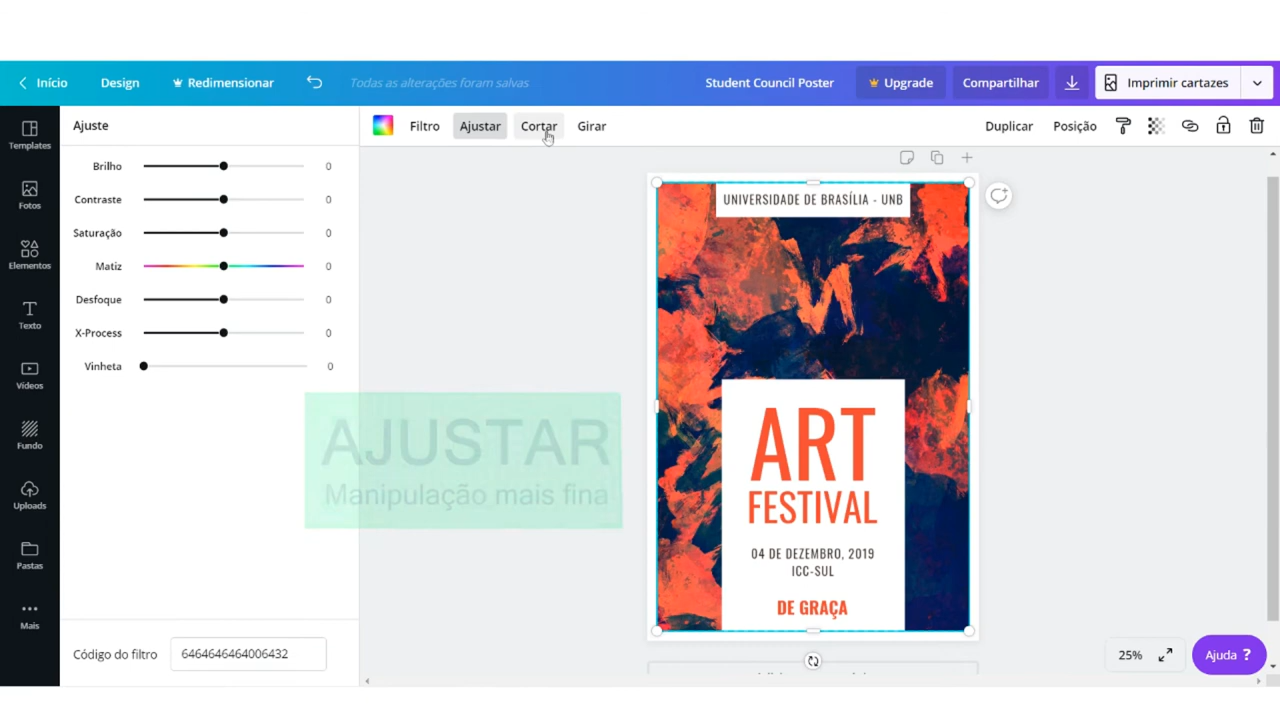 Início Design Redimensionar Todas as alterações foram salvas Student Council Poster Upgrade Compartilhar Imprimir cartazes
Ajuste Filtro Ajustar Cortar Girar Duplicar Posição
Templates
Fotos
Elementos
Texto
Vídeos
Fundo
Uploads
Pastas
Mais
Brilho 0
Contraste 0
Saturação 0
Matiz 0
Desfoque 0
X-Process 0
Vinheta 0
Código do filtro 6464646464006432
AJUSTAR
Manipulação mais fina
UNIVERSIDADE DE BRASÍLIA - UNB
ART
FESTIVAL
04 DE DEZEMBRO, 2019
ICC-SUL
DE GRAÇA
25% Ajuda ?